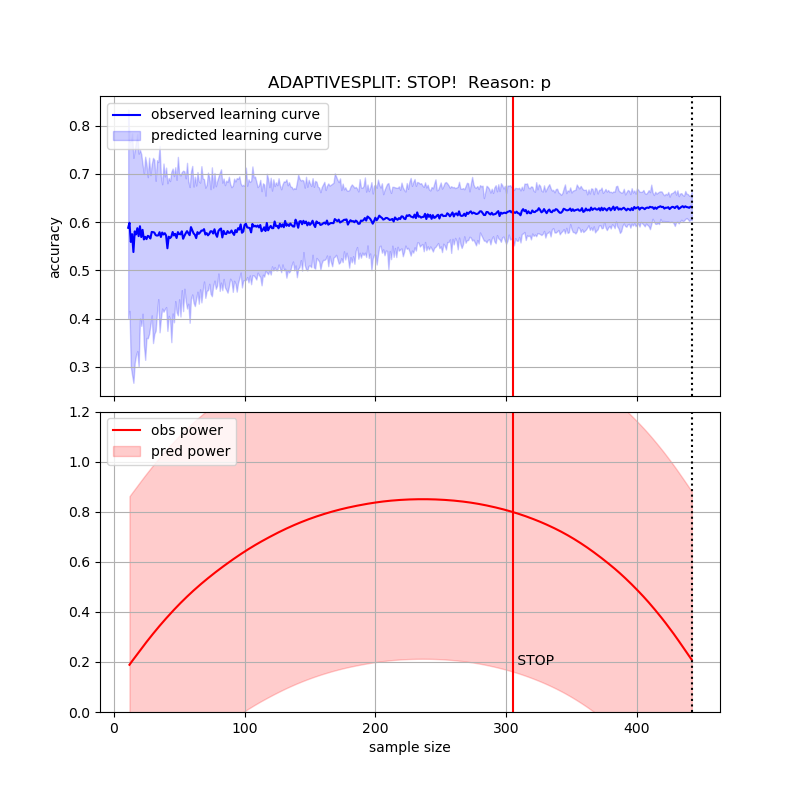 ADAPTIVESPLIT: STOP!  Reason: p
observed learning curve
predicted learning curve
0.8
0.7
0.6
0.5
0.4
0.3
accuracy
obs power
pred power
1.2
1.0
0.8
0.6
0.4
0.2
0.0
STOP
0
100
200
300
400
sample size